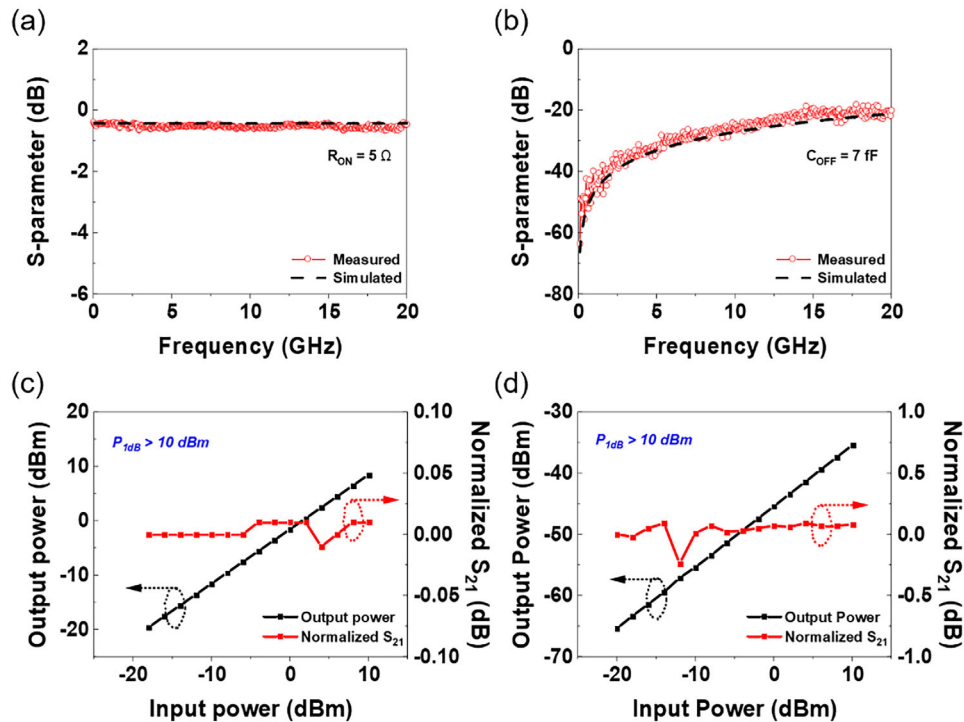 (a)
2
0
-2
-4
-6
S-parameter (dB)
R_ON = 5 Ω
Measured
Simulated
0 5 10 15 20
Frequency (GHz)
(b)
0
-20
-40
-60
-80
S-parameter (dB)
C_OFF = 7 fF
Measured
Simulated
0 5 10 15 20
Frequency (GHz)
(c)
20
10
0
-10
-20
Output power (dBm)
P_1dB > 10 dBm
0.10
0.05
0.00
-0.05
-0.10
Normalized S_21 (dB)
Output power
Normalized S_21
-20 -10 0 10
Input power (dBm)
(d)
-30
-40
-50
-60
-70
Output Power (dBm)
P_1dB > 10 dBm
1.0
0.5
0.0
-0.5
-1.0
Normalized S_21 (dB)
Output Power
Normalized S_21
-20 -10 0 10
Input Power (dBm)